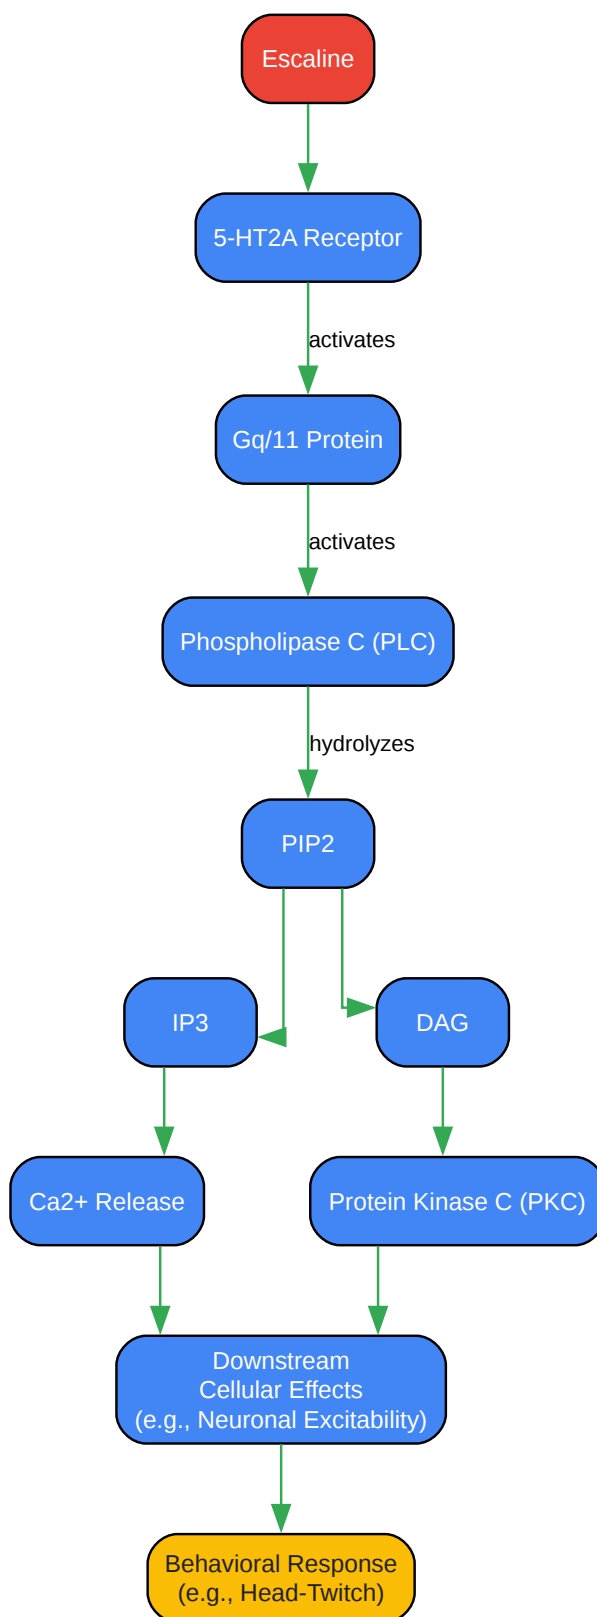 Escaline
5-HT2A Receptor
activates
Gq/11 Protein
activates
Phospholipase C (PLC)
hydrolyzes
PIP2
IP3
DAG
Ca2+ Release
Protein Kinase C (PKC)
Downstream
Cellular Effects
(e.g., Neuronal Excitability)
Behavioral Response
(e.g., Head-Twitch)